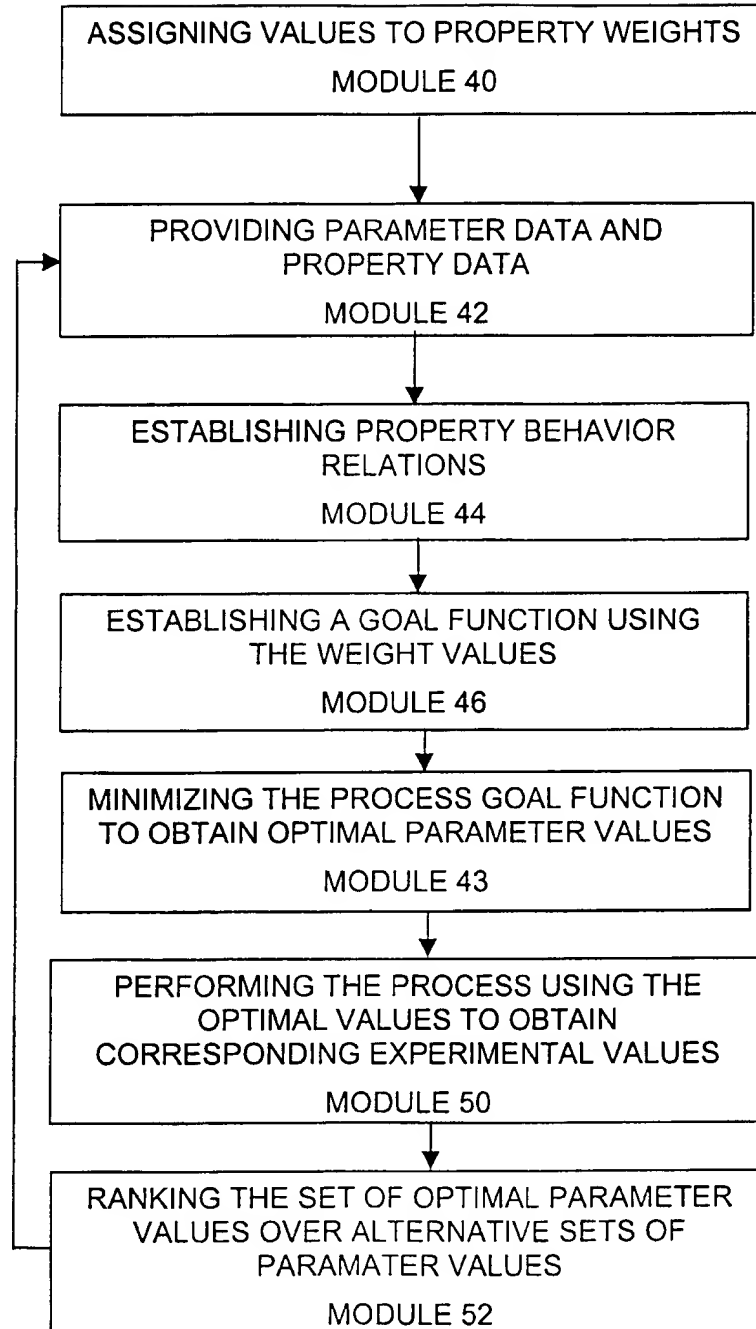 ASSIGNING VALUES TO PROPERTY WEIGHTS
MODULE 40
PROVIDING PARAMETER DATA AND
PROPERTY DATA
MODULE 42
ESTABLISHING PROPERTY BEHAVIOR
RELATIONS
MODULE 44
ESTABLISHING A GOAL FUNCTION USING
THE WEIGHT VALUES
MODULE 46
MINIMIZING THE PROCESS GOAL FUNCTION
TO OBTAIN OPTIMAL PARAMETER VALUES
MODULE 43
PERFORMING THE PROCESS USING THE
OPTIMAL VALUES TO OBTAIN
CORRESPONDING EXPERIMENTAL VALUES
MODULE 50
RANKING THE SET OF OPTIMAL PARAMETER
VALUES OVER ALTERNATIVE SETS OF
PARAMATER VALUES
MODULE 52